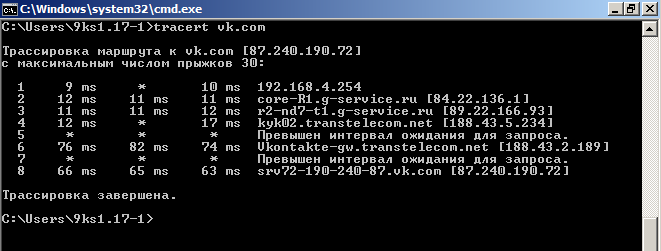 C:\Windows\system32\cmd.exe
C:\Users\9ks1.17-1>tracert vk.com
Трассировка маршрута к vk.com [87.240.190.72]
с максимальным числом прыжков 30:
1 9 ms * 10 ms 192.168.4.254
2 12 ms 11 ms 11 ms core-R1.g-service.ru [84.22.136.1]
3 11 ms 11 ms 12 ms r2-nd7-t1.g-service.ru [89.22.166.93]
4 12 ms * 17 ms kyk02.transtelecom.net [188.43.5.234]
5 * * * Превышен интервал ожидания для запроса.
6 76 ms 82 ms 74 ms Vkontakte-gw.transtelecom.net [188.43.2.189]
7 * * * Превышен интервал ожидания для запроса.
8 66 ms 65 ms 63 ms srv72-190-240-87.vk.com [87.240.190.72]
Трассировка завершена.
C:\Users\9ks1.17-1>